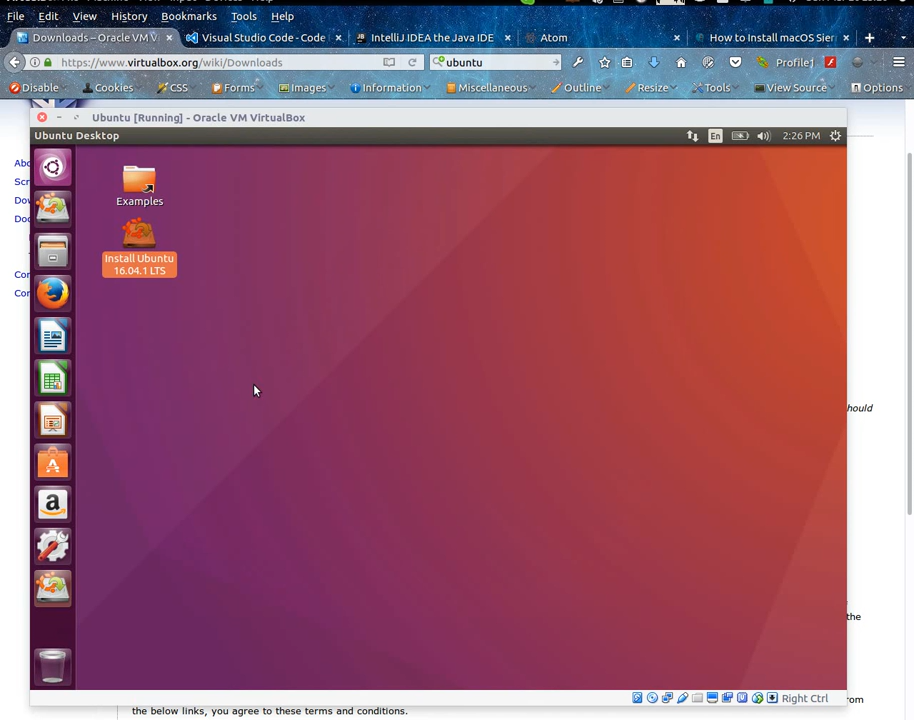 File Edit View History Bookmarks Tools Help
Downloads – Oracle VM V
Visual Studio Code - Code
IntelliJ IDEA the Java IDE
Atom
How to Install macOS Sier
https://www.virtualbox.org/wiki/Downloads
ubuntu
Profile
Disable Cookies CSS Forms Images Information Miscellaneous Outline Resize Tools View Source Options
Ubuntu [Running] - Oracle VM VirtualBox
Ubuntu Desktop
En
2:26 PM
Examples
Install Ubuntu
16.04.1 LTS
hould
the
rom
Right Ctrl
the below links, you agree to these terms and conditions.